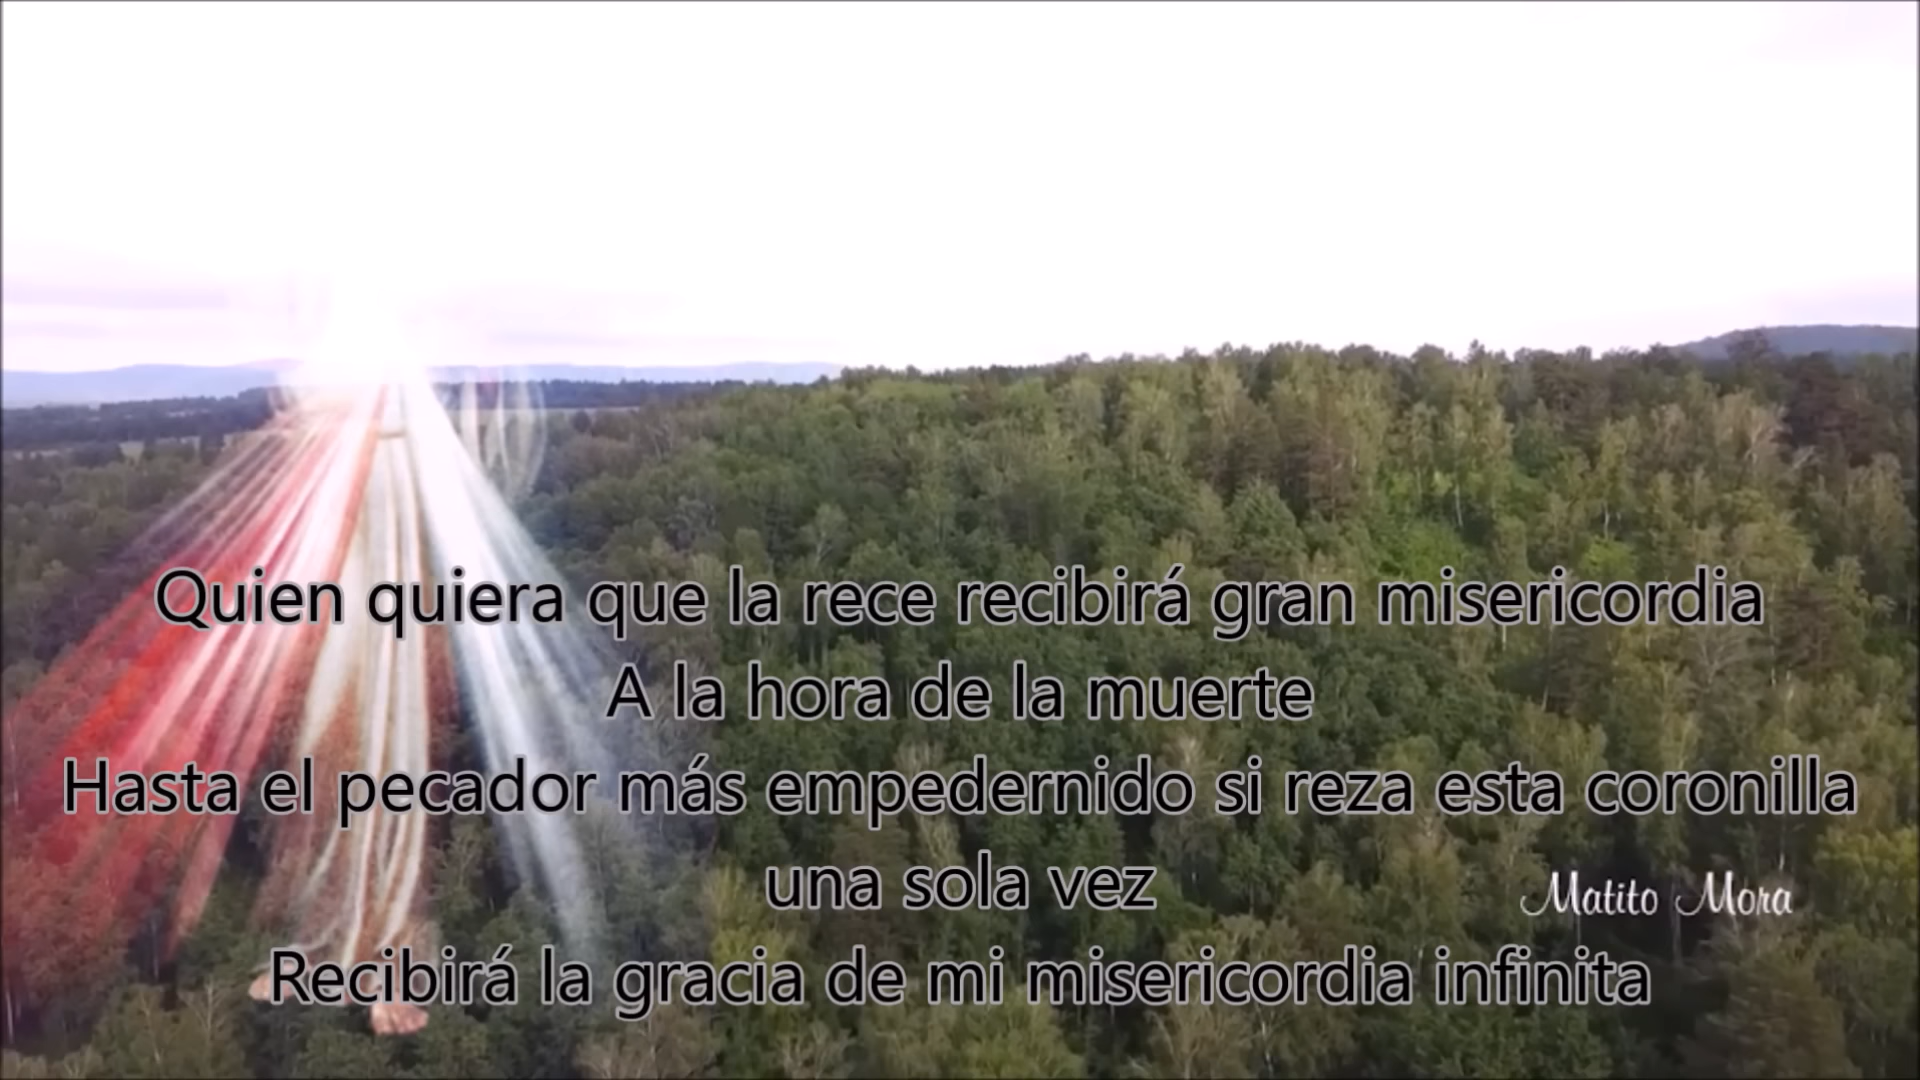 Quien quiera que la rece recibirá gran misericordia
A la hora de la muerte
Hasta el pecador más empedernido si reza esta coronilla
una sola vez
Matito Mora
Recibirá la gracia de mi misericordia infinita